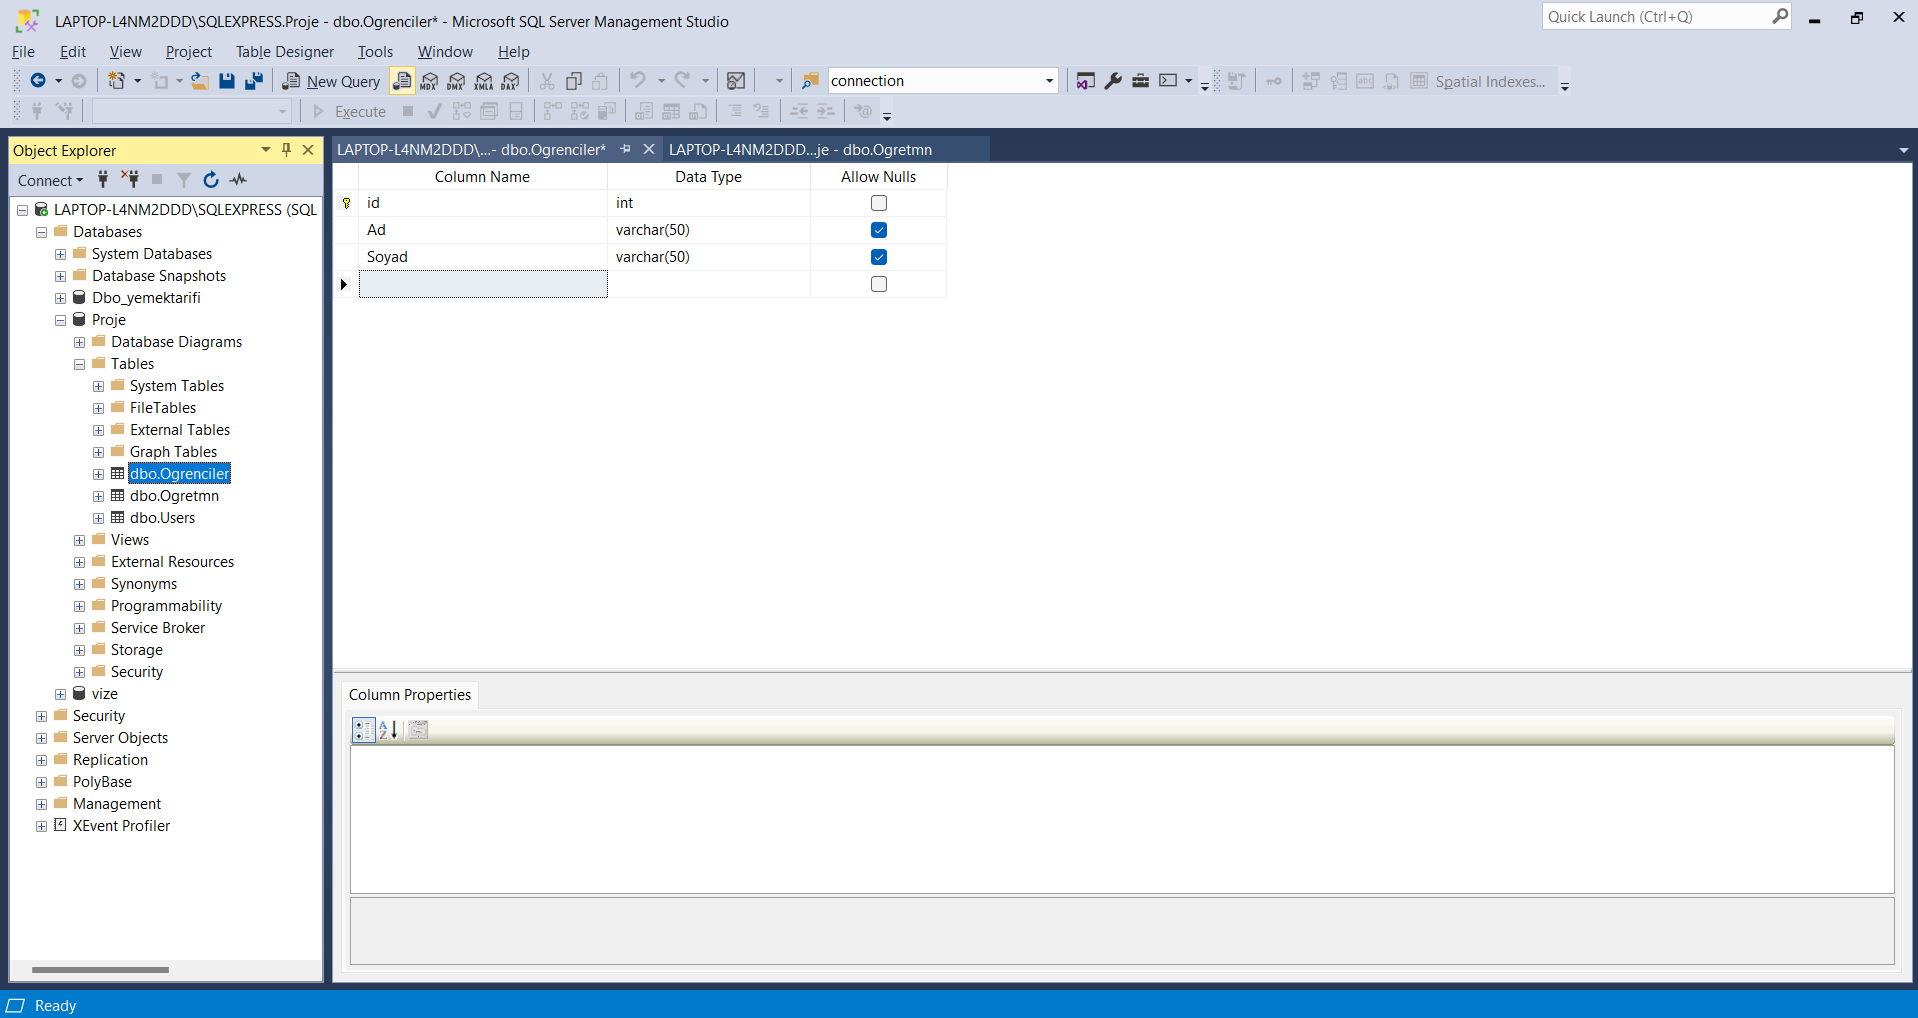 LAPTOP-L4NM2DDD\SQLEXPRESS.Proje - dbo.Ogrenciler* - Microsoft SQL Server Management Studio
Quick Launch (Ctrl+Q)
File Edit View Project Table Designer Tools Window Help
New Query MDX DMX XMLA DAX connection Spatial Indexes...
Execute
Object Explorer
Connect
LAPTOP-L4NM2DDD\SQLEXPRESS (SQL
Databases
System Databases
Database Snapshots
Dbo_yemektarifi
Proje
Database Diagrams
Tables
System Tables
FileTables
External Tables
Graph Tables
dbo.Ogrenciler
dbo.Ogretmn
dbo.Users
Views
External Resources
Synonyms
Programmability
Service Broker
Storage
Security
vize
Security
Server Objects
Replication
PolyBase
Management
XEvent Profiler
LAPTOP-L4NM2DDD\...- dbo.Ogrenciler* LAPTOP-L4NM2DDD...je - dbo.Ogretmn
Column Name Data Type Allow Nulls
id int
Ad varchar(50)
Soyad varchar(50)
Column Properties
Ready